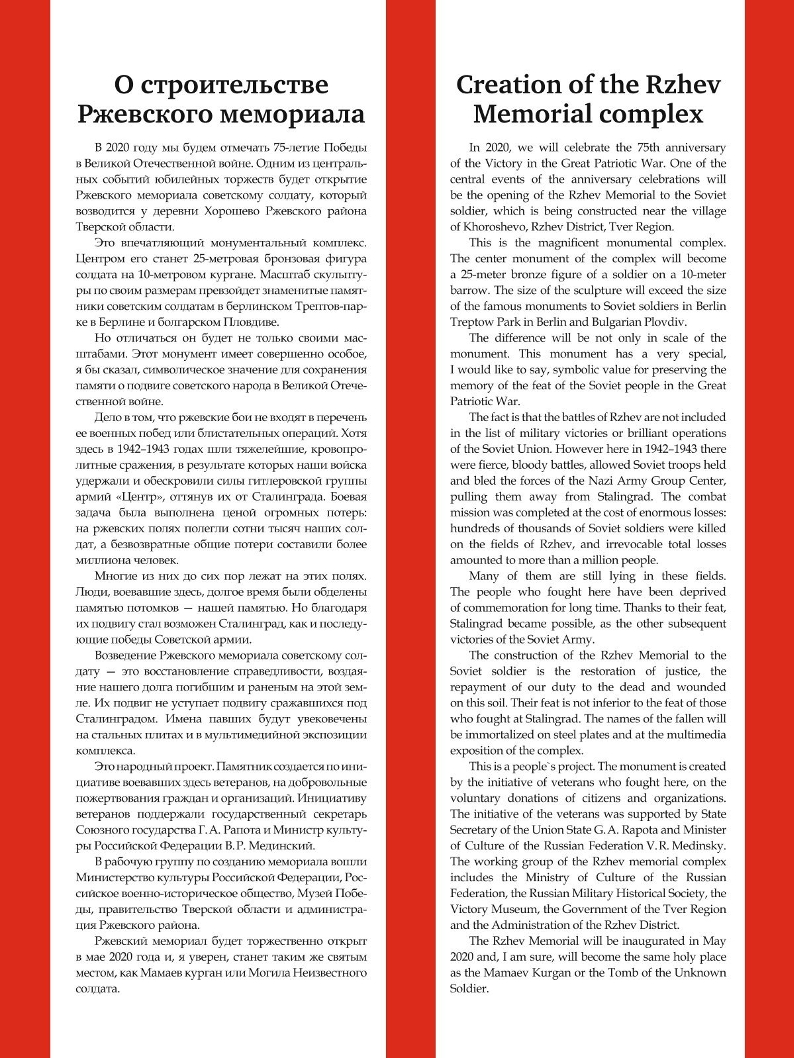 О строительстве
Ржевского мемориала
В 2020 году мы будем отмечать 75-летие Победы
в Великой Отечественной войне. Одним из централь-
ных событий юбилейных торжеств будет открытие
Ржевского мемориала советскому солдату, который
возводится у деревни Хорошево Ржевского района
Тверской области.
Это впечатляющий монументальный комплекс.
Центром его станет 25-метровая бронзовая фигура
солдата на 10-метровом кургане. Масштаб скульпту-
ры по своим размерам превзойдет знаменитые памят-
ники советским солдатам в берлинском Трептов-пар-
ке в Берлине и болгарском Пловдиве.
Но отличаться он будет не только своими мас-
штабами. Этот монумент имеет совершенно особое,
я бы сказал, символическое значение для сохранения
памяти о подвиге советского народа в Великой Отече-
ственной войне.
Дело в том, что ржевские бои не входят в перечень
ее военных побед или блистательных операций. Хотя
здесь в 1942–1943 годах шли тяжелейшие, кровопро-
литные сражения, в результате которых наши войска
удержали и обескровили силы гитлеровской группы
армий «Центр», оттянув их от Сталинграда. Боевая
задача была выполнена ценой огромных потерь:
на ржевских полях полегли сотни тысяч наших сол-
дат, а безвозвратные общие потери составили более
миллиона человек.
Многие из них до сих пор лежат на этих полях.
Люди, воевавшие здесь, долгое время были обделены
памятью потомков — нашей памятью. Но благодаря
их подвигу стал возможен Сталинград, как и последу-
ющие победы Советской армии.
Возведение Ржевского мемориала советскому сол-
дату — это восстановление справедливости, воздая-
ние нашего долга погибшим и раненым на этой зем-
ле. Их подвиг не уступает подвигу сражавшихся под
Сталинградом. Имена павших будут увековечены
на стальных плитах и в мультимедийной экспозиции
комплекса.
Это народный проект. Памятник создается по ини-
циативе воевавших здесь ветеранов, на добровольные
пожертвования граждан и организаций. Инициативу
ветеранов поддержали государственный секретарь
Союзного государства Г. А. Рапота и Министр культу-
ры Российской Федерации В. Р. Мединский.
В рабочую группу по созданию мемориала вошли
Министерство культуры Российской Федерации, Рос-
сийское военно-историческое общество, Музей Побе-
ды, правительство Тверской области и администра-
ция Ржевского района.
Ржевский мемориал будет торжественно открыт
в мае 2020 года и, я уверен, станет таким же святым
местом, как Мамаев курган или Могила Неизвестного
солдата.
Creation of the Rzhev
Memorial complex
In 2020, we will celebrate the 75th anniversary
of the Victory in the Great Patriotic War. One of the
central events of the anniversary celebrations will
be the opening of the Rzhev Memorial to the Soviet
soldier, which is being constructed near the village
of Khoroshevo, Rzhev District, Tver Region.
This is the magnificent monumental complex.
The center monument of the complex will become
a 25-meter bronze figure of a soldier on a 10-meter
barrow. The size of the sculpture will exceed the size
of the famous monuments to Soviet soldiers in Berlin
Treptow Park in Berlin and Bulgarian Plovdiv.
The difference will be not only in scale of the
monument. This monument has a very special,
I would like to say, symbolic value for preserving the
memory of the feat of the Soviet people in the Great
Patriotic War.
The fact is that the battles of Rzhev are not included
in the list of military victories or brilliant operations
of the Soviet Union. However here in 1942–1943 there
were fierce, bloody battles, allowed Soviet troops held
and bled the forces of the Nazi Army Group Center,
pulling them away from Stalingrad. The combat
mission was completed at the cost of enormous losses:
hundreds of thousands of Soviet soldiers were killed
on the fields of Rzhev, and irrevocable total losses
amounted to more than a million people.
Many of them are still lying in these fields.
The people who fought here have been deprived
of commemoration for long time. Thanks to their feat,
Stalingrad became possible, as the other subsequent
victories of the Soviet Army.
The construction of the Rzhev Memorial to the
Soviet soldier is the restoration of justice, the
repayment of our duty to the dead and wounded
on this soil. Their feat is not inferior to the feat of those
who fought at Stalingrad. The names of the fallen will
be immortalized on steel plates and at the multimedia
exposition of the complex.
This is a people`s project. The monument is created
by the initiative of veterans who fought here, on the
voluntary donations of citizens and organizations.
The initiative of the veterans was supported by State
Secretary of the Union State G. A. Rapota and Minister
of Culture of the Russian Federation V. R. Medinsky.
The working group of the Rzhev memorial complex
includes the Ministry of Culture of the Russian
Federation, the Russian Military Historical Society, the
Victory Museum, the Government of the Tver Region
and the Administration of the Rzhev District.
The Rzhev Memorial will be inaugurated in May
2020 and, I am sure, will become the same holy place
as the Mamaev Kurgan or the Tomb of the Unknown
Soldier.